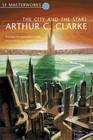 SF MASTERWORKS
THE CITY AND THE STARS
ARTHUR C. CLARKE